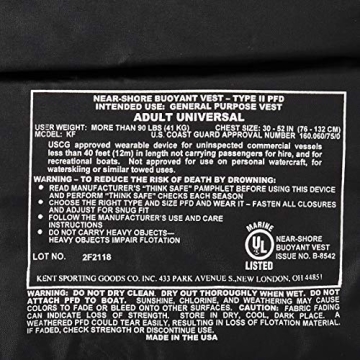 NEAR-SHORE BUOYANT VEST – TYPE II PFD
INTENDED USE: GENERAL PURPOSE VEST
ADULT UNIVERSAL
USER WEIGHT: MORE THAN 90 LBS (41 KG) CHEST SIZE: 30 - 52 IN (76 - 132 CM)
MODEL: KF U.S. COAST GUARD APPROVAL 160.060/75/0
USCG approved wearable device for uninspected commercial vessels
less than 40 feet (12m) in length not carrying passengers for hire, and for
recreational boats. Not approved for use on personal watercraft, for
waterskiing or similar towed uses.
WARNING – TO REDUCE THE RISK OF DEATH BY DROWNING:
• READ MANUFACTURER'S "THINK SAFE" PAMPHLET BEFORE USING THIS DEVICE
AND PERFORM "THINK SAFE" CHECKS EACH SEASON
• CHOOSE THE RIGHT TYPE AND SIZE PFD AND WEAR IT – FASTEN ALL CLOSURES
AND ADJUST FOR SNUG FIT
• FOLLOW THE MANUFACTURER'S USE AND CARE
INSTRUCTIONS
• DO NOT CARRY HEAVY OBJECTS—
HEAVY OBJECTS IMPAIR FLOTATION
LOT NO. 2F2118
MARINE
UL
LISTED
NEAR-SHORE
BUOYANT VEST
ISSUE NO. B-8542
KENT SPORTING GOODS CO. INC. 433 PARK AVENUE S., NEW LONDON, OH 44851
WARNING: DO NOT DRY CLEAN. DRY THOROUGHLY WHEN WET. DO NOT
ATTACH PFD TO BOAT. SUNSHINE, CHLORINE, AND WEATHER MAY CAUSE
COLORS TO FADE OR BLEED ONTO OTHER SURFACES. CAUTION: FABRIC FADING
CAN INDICATE LOSS OF STRENGTH. STORE IN DRY, COOL, DARK PLACE. A
WEATHERED PFD COULD TEAR EASILY, RESULTING IN LOSS OF FLOTATION MATERIAL.
IF FADED, CHECK STRENGTH OR DISCONTINUE USE.
MADE IN THE USA